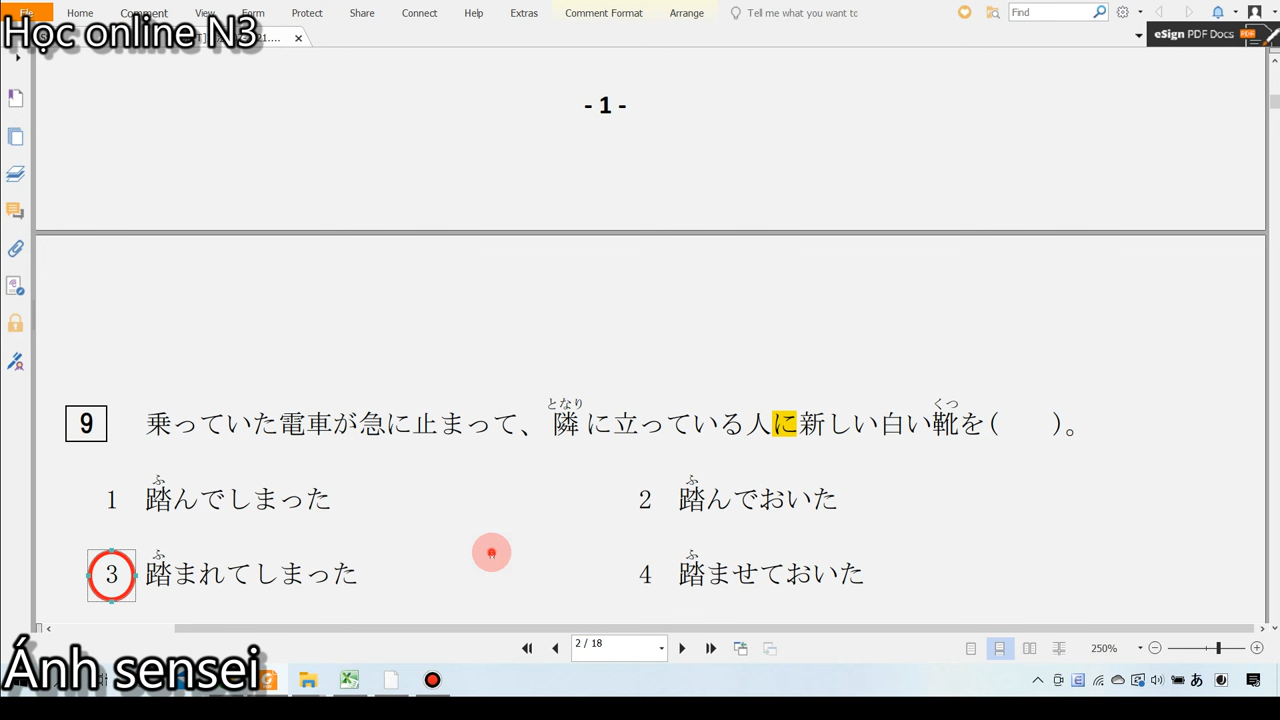 File Home Comment View Form Protect Share Connect Help Extras Comment Format Arrange Tell me what you want to Find
Học online N3
eSign PDF Docs
- 1 -
となり くつ
9 乗っていた電車が急に止まって、隣に立っている人に新しい白い靴を( )。
ふ ふ
1 踏んでしまった 2 踏んでおいた
ふ ふ
3 踏まれてしまった 4 踏ませておいた
2 / 18 250%
Ánh sensei
あ